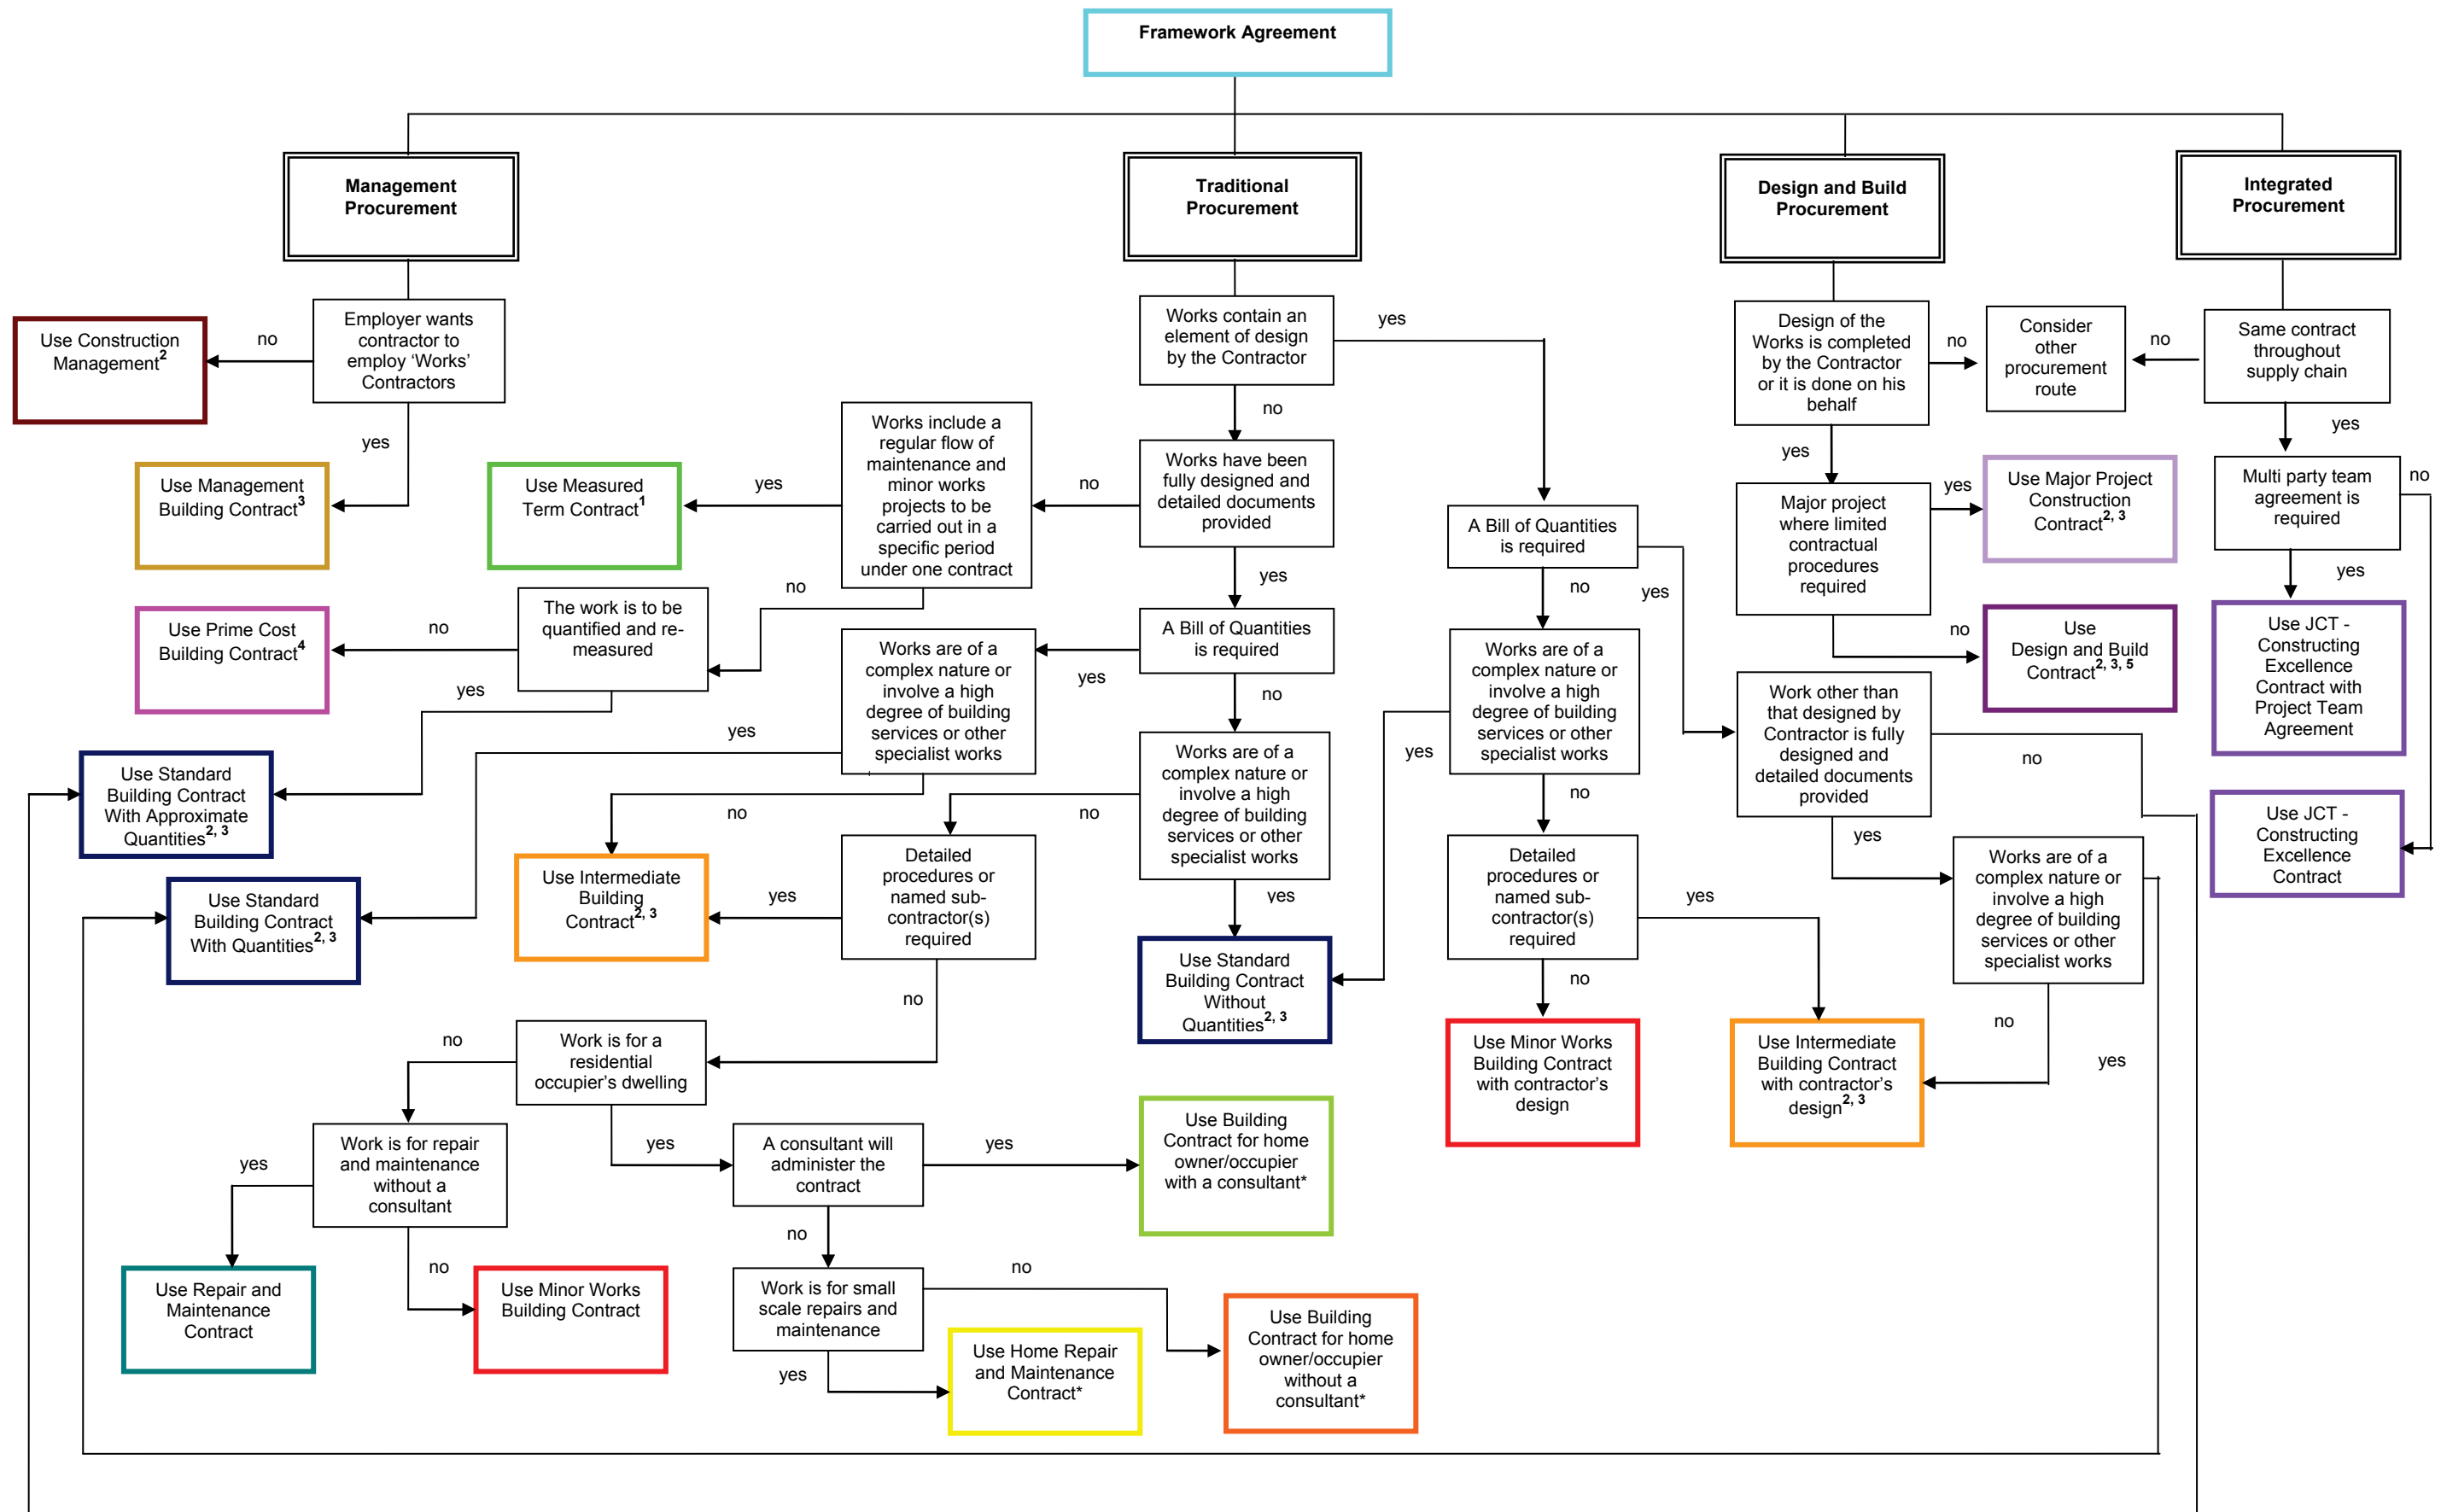 Framework Agreement
Management
Procurement
Traditional
Procurement
Design and Build
Procurement
Integrated
Procurement
Use Construction
Management2
no
Employer wants
contractor to
employ ‘Works’
Contractors
yes
Use Management
Building Contract3
Works contain an
element of design
by the Contractor
yes
no
Works include a
regular flow of
maintenance and
minor works
projects to be
carried out in a
specific period
under one contract
Works have been
fully designed and
detailed documents
provided
no
yes
Use Measured
Term Contract1
yes
no
The work is to be
quantified and re-
measured
no
Use Prime Cost
Building Contract4
yes
Use Standard
Building Contract
With Approximate
Quantities2, 3
A Bill of Quantities
is required
yes
no
Works are of a
complex nature or
involve a high
degree of building
services or other
specialist works
yes
no
Use Standard
Building Contract
With Quantities2, 3
Use Intermediate
Building
Contract2, 3
Works are of a
complex nature or
involve a high
degree of building
services or other
specialist works
no
yes
Use Standard
Building Contract
Without
Quantities2, 3
Detailed
procedures or
named sub-
contractor(s)
required
yes
no
Work is for a
residential
occupier’s dwelling
no
yes
Work is for repair
and maintenance
without a
consultant
yes
no
Use Repair and
Maintenance
Contract
Use Minor Works
Building Contract
A consultant will
administer the
contract
yes
no
Use Building
Contract for home
owner/occupier
with a consultant*
Work is for small
scale repairs and
maintenance
no
yes
Use Home Repair
and Maintenance
Contract*
Use Building
Contract for home
owner/occupier
without a
consultant*
A Bill of Quantities
is required
no
yes
Works are of a
complex nature or
involve a high
degree of building
services or other
specialist works
yes
no
Detailed
procedures or
named sub-
contractor(s)
required
yes
no
Use Minor Works
Building Contract
with contractor’s
design
Use Intermediate
Building Contract
with contractor’s
design2, 3
Work other than
that designed by
Contractor is fully
designed and
detailed documents
provided
no
yes
Works are of a
complex nature or
involve a high
degree of building
services or other
specialist works
no
yes
Design of the
Works is completed
by the Contractor
or it is done on his
behalf
no
yes
Consider
other
procurement
route
Major project
where limited
contractual
procedures
required
yes
no
Use Major Project
Construction
Contract2, 3
Use
Design and Build
Contract2, 3, 5
Same contract
throughout
supply chain
no
yes
Multi party team
agreement is
required
no
yes
Use JCT -
Constructing
Excellence
Contract with
Project Team
Agreement
Use JCT -
Constructing
Excellence
Contract